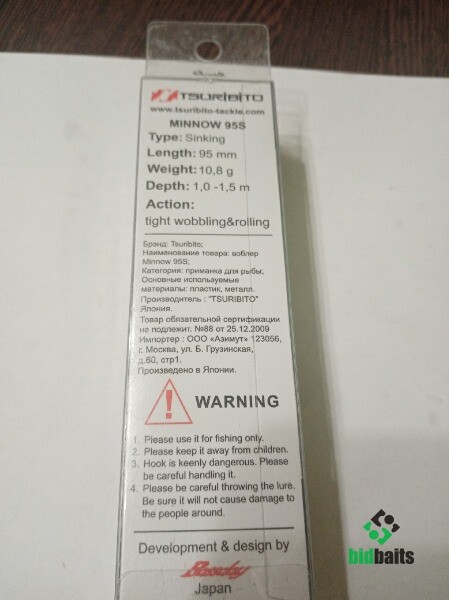 TSURIBITO
www.tsuribito-tackle.com
MINNOW 95S
Type: Sinking
Length: 95 mm
Weight: 10,8 g
Depth: 1,0 -1,5 m
Action:
tight wobbling&rolling
Брэнд: Tsuribito;
Наименование товара: воблер
Minnow 95S;
Категория: приманка для рыбы;
Основные используемые
материалы: пластик, металл.
Производитель : "TSURIBITO"
Япония.
Товар обязательной сертификации
не подлежит. №88 от 25.12.2009
Импортер : ООО «Азимут» 123056,
г. Москва, ул. Б. Грузинская,
д.60, стр1.
Произведено в Японии.
WARNING
1. Please use it for fishing only.
2. Please keep it away from children.
3. Hook is keenly dangerous. Please
be careful handling it.
4. Please be careful throwing the lure.
Be sure it will not cause damage to
the people around.
Development & design by
Bassday
Japan
bidbaits